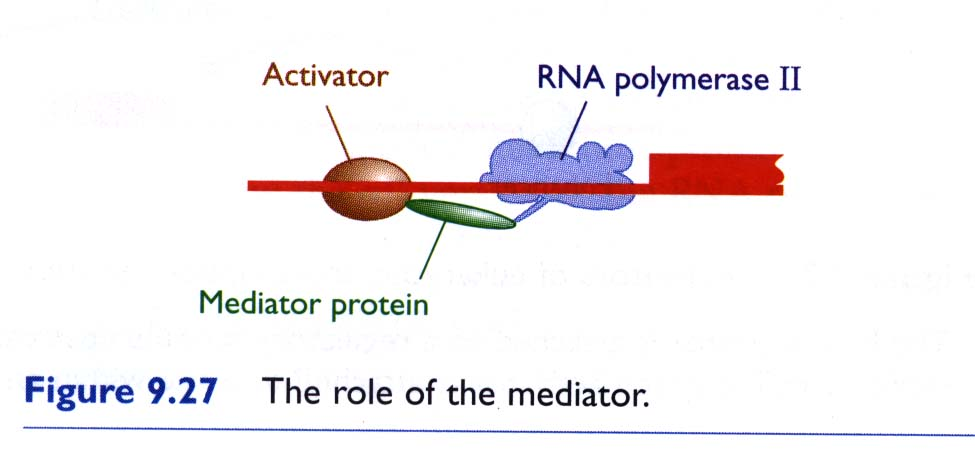 Activator
RNA polymerase II
Mediator protein
Figure 9.27 The role of the mediator.